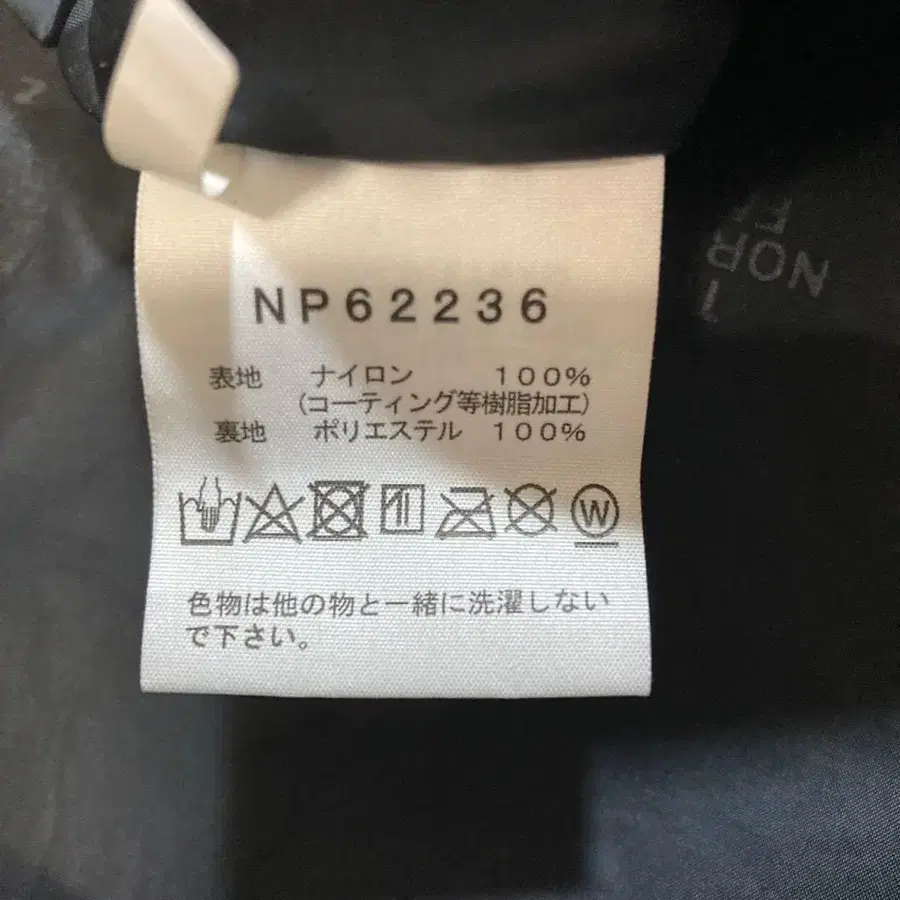 NP62236
表地 ナイロン 100%
(コーティング等樹脂加工)
裏地 ポリエステル 100%
W
色物は他の物と一緒に洗濯しない
で下さい。
NOR